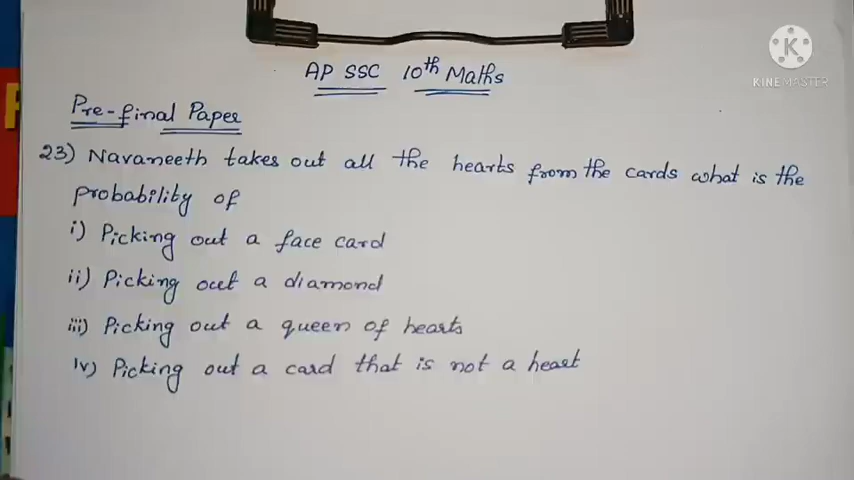 AP SSC 10th Maths
KINEMASTER
Pre-final Paper
23) Navaneeth takes out all the hearts from the cards what is the
probability of
i) Picking out a face card
ii) Picking out a diamond
iii) Picking out a queen of hearts
iv) Picking out a card that is not a heart